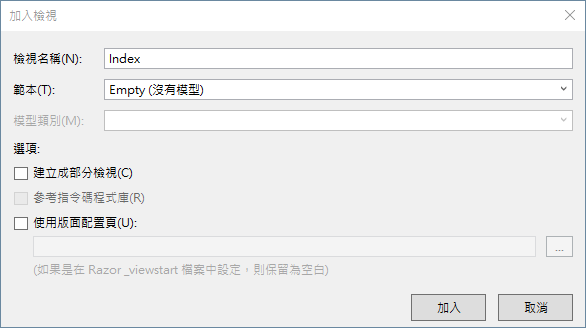 加入檢視
檢視名稱(N): Index
範本(T): Empty (沒有模型)
模型類別(M):
選項:
建立成部分檢視(C)
參考指令碼程式庫(R)
使用版面配置頁(U):
...
(如果是在 Razor _viewstart 檔案中設定，則保留為空白)
加入 取消